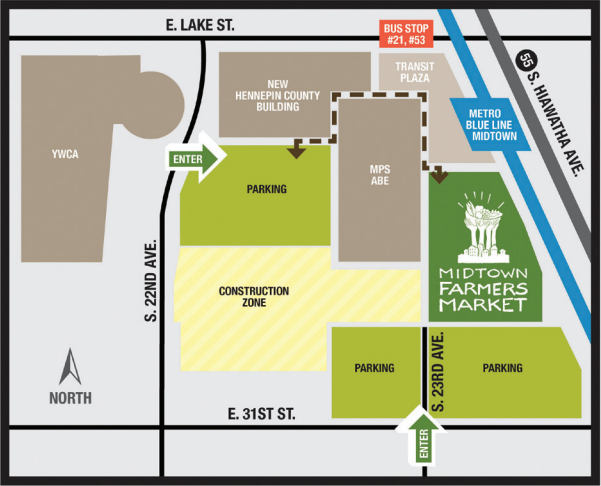 E. LAKE ST.
BUS STOP
#21, #53
TRANSIT
PLAZA
55 S. HIAWATHA AVE.
NEW
HENNEPIN COUNTY
BUILDING
METRO
BLUE LINE
MIDTOWN
YWCA
ENTER
MPS
ABE
PARKING
MIDTOWN
FARMERS
MARKET
S. 22ND AVE.
CONSTRUCTION
ZONE
PARKING
S. 23RD AVE.
PARKING
NORTH
E. 31ST ST.
ENTER